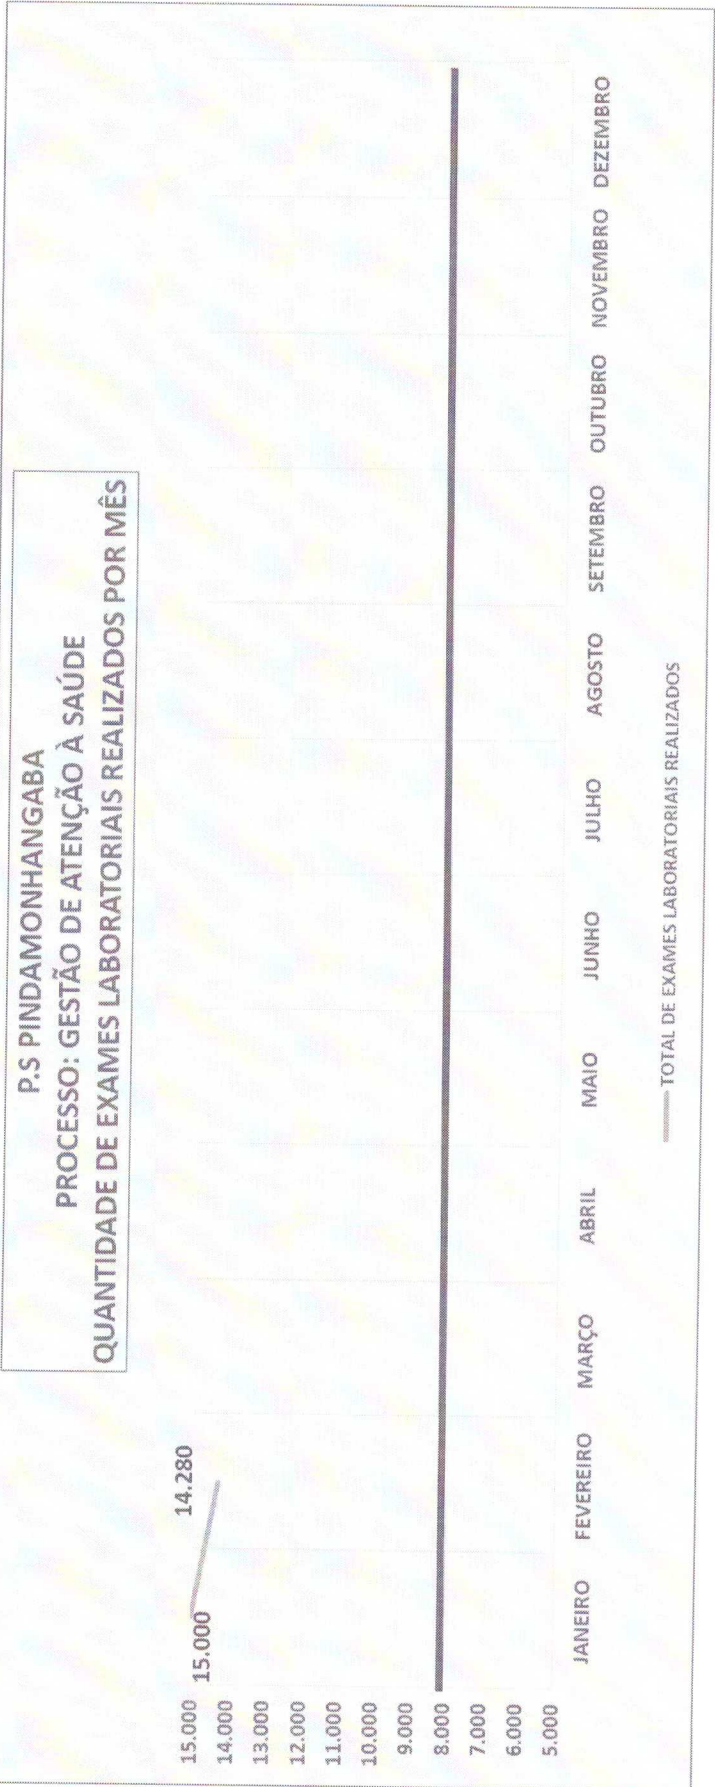 P.S PINDAMONHANGABA
PROCESSO: GESTÃO DE ATENÇÃO À SAÚDE
QUANTIDADE DE EXAMES LABORATORIAIS REALIZADOS POR MÊS
15.000
14.280
15.000
14.000
13.000
12.000
11.000
10.000
9.000
8.000
7.000
6.000
5.000
JANEIRO FEVEREIRO MARÇO ABRIL MAIO JUNHO JULHO AGOSTO SETEMBRO OUTUBRO NOVEMBRO DEZEMBRO
TOTAL DE EXAMES LABORATORIAIS REALIZADOS